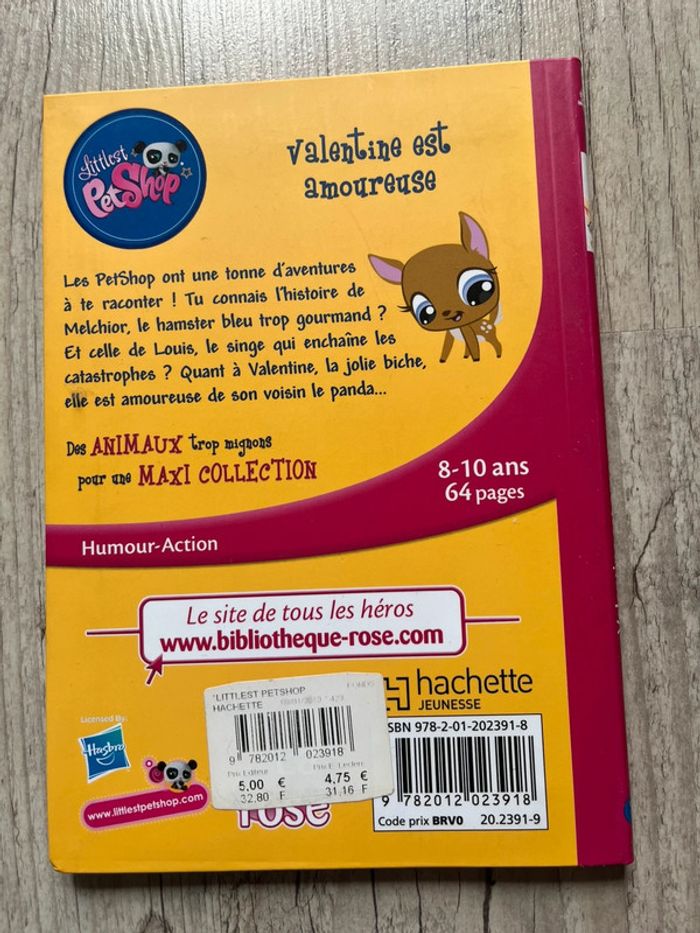 Littlest
PetShop
Valentine est
amoureuse
Les PetShop ont une tonne d'aventures
à te raconter ! Tu connais l'histoire de
Melchior, le hamster bleu trop gourmand ?
Et celle de Louis, le singe qui enchaîne les
catastrophes ? Quant à Valentine, la jolie biche,
elle est amoureuse de son voisin le panda...
Des ANIMAUX trop mignons
pour une MAXI COLLECTION
8-10 ans
64 pages
Humour-Action
Le site de tous les héros
www.bibliotheque-rose.com
hachette
JEUNESSE
Licensed By:
Hasbro
www.littlestpetshop.com
'LITTLEST PETSHOP
FONDS
HACHETTE
9 782012 023918
Prix Editeur
5,00 €
32,80 F
Prix E. Leclerc
4,75 €
31,16 F
rose
ISBN 978-2-01-202391-8
9 782012 023918
Code prix BRV0 20.2391-9